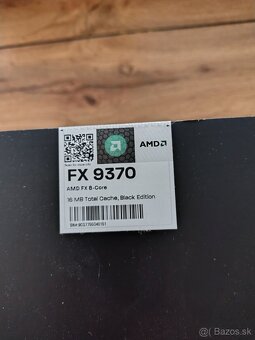 AMD
FX 9370
AMD FX 8-Core
16 MB Total Cache, Black Edition
© Bazos.sk